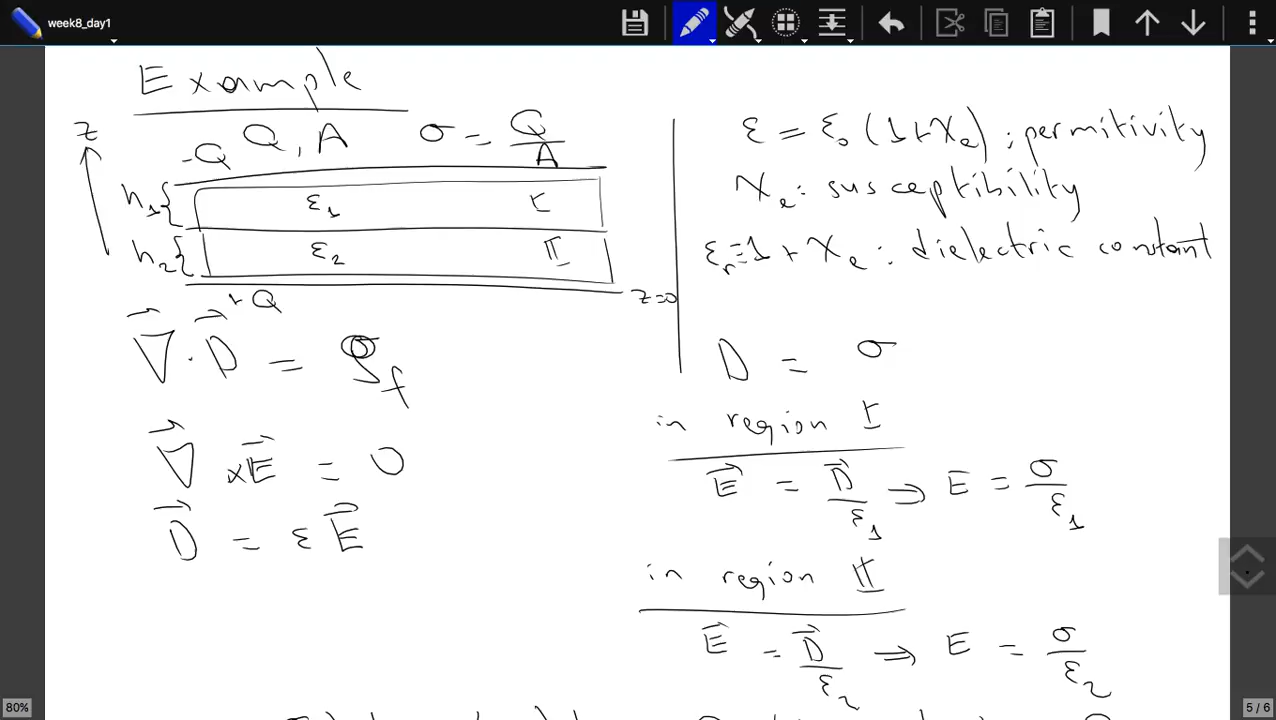 week8_day1
Example
z
-Q Q, A σ = Q/A
h₁{ ε₁ I
h₂{ ε₂ II
+Q z=0
∇⃗ · D⃗ = ρ_f
∇⃗ × E⃗ = 0
D⃗ = ε E⃗
ε = ε₀ (1+χₑ) : permitivity
χₑ : susceptibility
εᵣ ≡ 1 + χₑ : dielectric constant
D = σ
in region I
E⃗ = D⃗/ε₁ ⇒ E = σ/ε₁
in region II
E⃗ = D⃗/ε₂ ⇒ E = σ/ε₂
80%
5 / 6